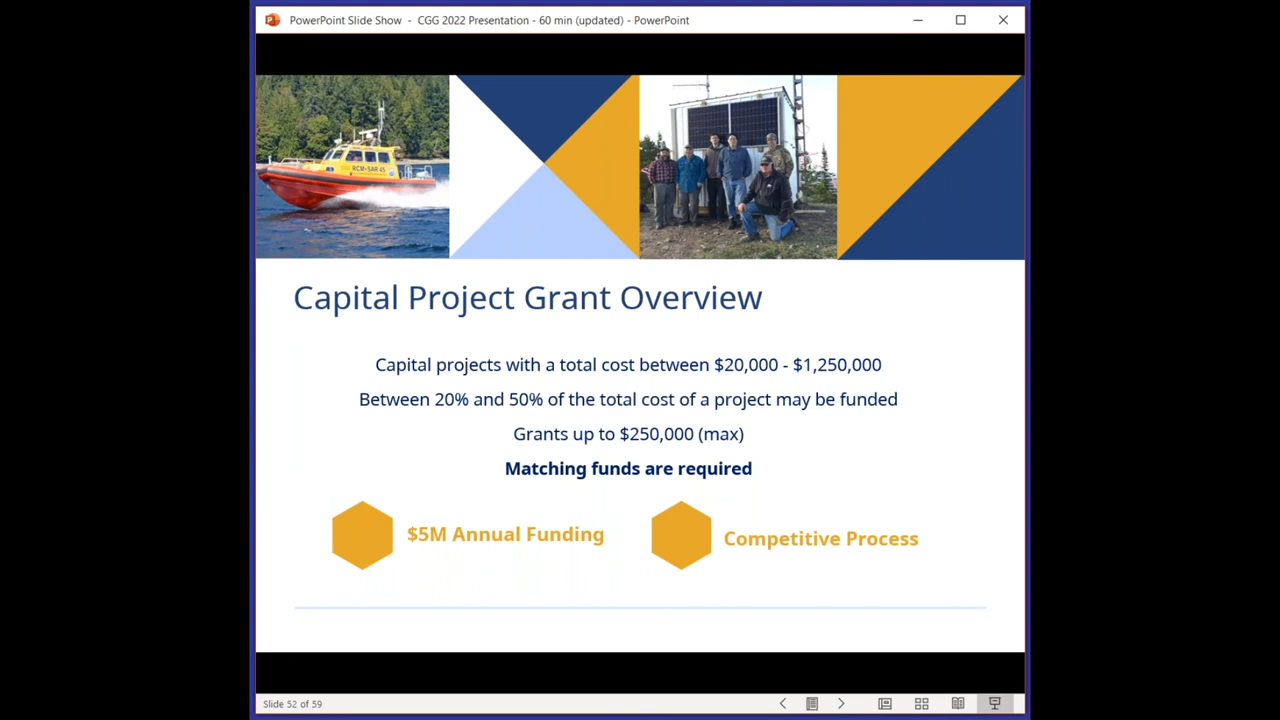 PowerPoint Slide Show - CGG 2022 Presentation - 60 min (updated) - PowerPoint
RCM-SAR 45
Capital Project Grant Overview
Capital projects with a total cost between $20,000 - $1,250,000
Between 20% and 50% of the total cost of a project may be funded
Grants up to $250,000 (max)
Matching funds are required
$5M Annual Funding
Competitive Process
Slide 52 of 59